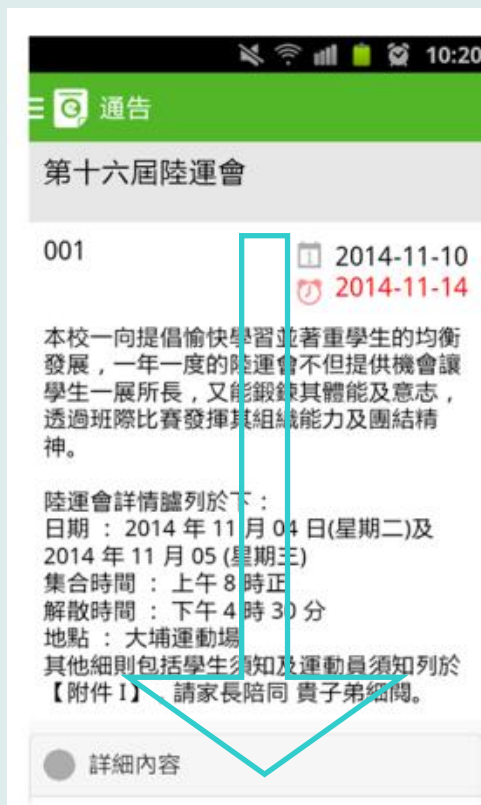 10:20
通告
第十六屆陸運會
001
2014-11-10
2014-11-14
本校一向提倡愉快學習並著重學生的均衡
發展，一年一度的陸運會不但提供機會讓
學生一展所長，又能鍛鍊其體能及意志，
透過班際比賽發揮其組織能力及團結精
神。
陸運會詳情臚列於下：
日期 ： 2014 年 11 月 04 日(星期二)及
2014 年 11 月 05 (星期三)
集合時間 ： 上午 8 時正
解散時間 ： 下午 4 時 30 分
地點 ： 大埔運動場
其他細則包括學生須知及運動員須知列於
【附件 I】，請家長陪同 貴子弟細閱。
詳細內容